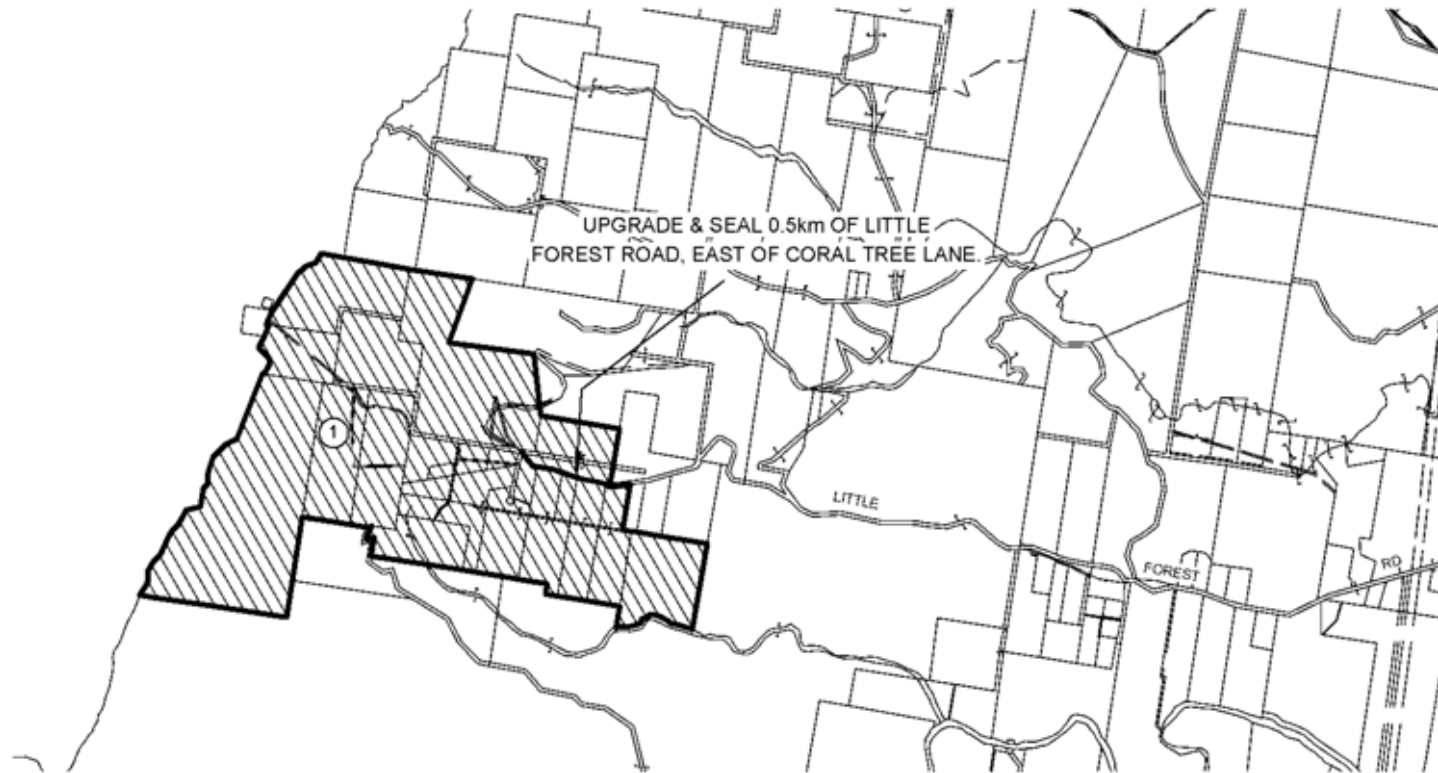 UPGRADE & SEAL 0.5km OF LITTLE
FOREST ROAD, EAST OF CORAL TREE LANE.
1
LITTLE
FOREST
RD